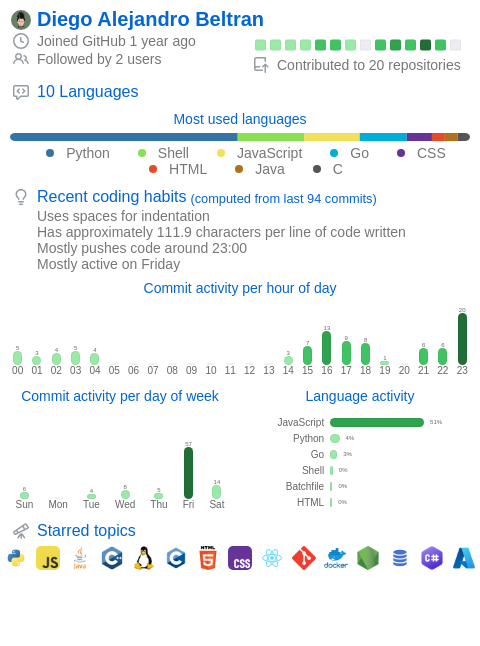 Diego Alejandro Beltran
Joined GitHub 1 year ago
Followed by 2 users
Contributed to 20 repositories
10 Languages
Most used languages
Python Shell JavaScript Go CSS
HTML Java C
Recent coding habits (computed from last 94 commits)
Uses spaces for indentation
Has approximately 111.9 characters per line of code written
Mostly pushes code around 23:00
Mostly active on Friday
Commit activity per hour of day
5 3 4 5 4 3 7 13 9 8 1 6 6 20
00 01 02 03 04 05 06 07 08 09 10 11 12 13 14 15 16 17 18 19 20 21 22 23
Commit activity per day of week
6 4 8 5 57 14
Sun Mon Tue Wed Thu Fri Sat
Language activity
JavaScript 51%
Python 4%
Go 3%
Shell 0%
Batchfile 0%
HTML 0%
Starred topics
JS Java C++ C HTML 5 CSS docker C#